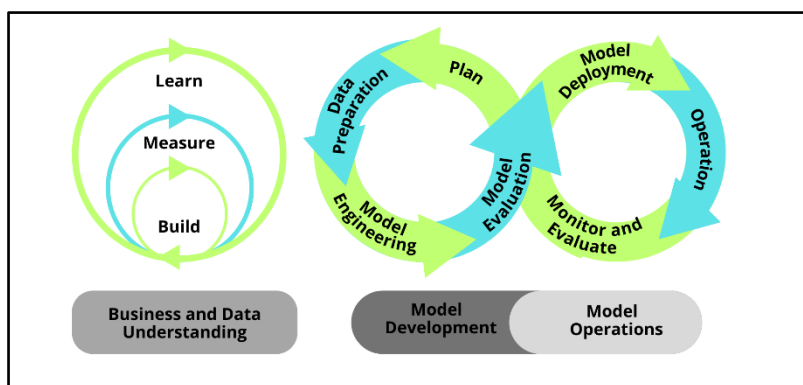 Learn
Measure
Build
Business and Data
Understanding
Plan
Data
Preparation
Model
Engineering
Model
Evaluation
Model
Deployment
Operation
Monitor and
Evaluate
Model
Development
Model
Operations